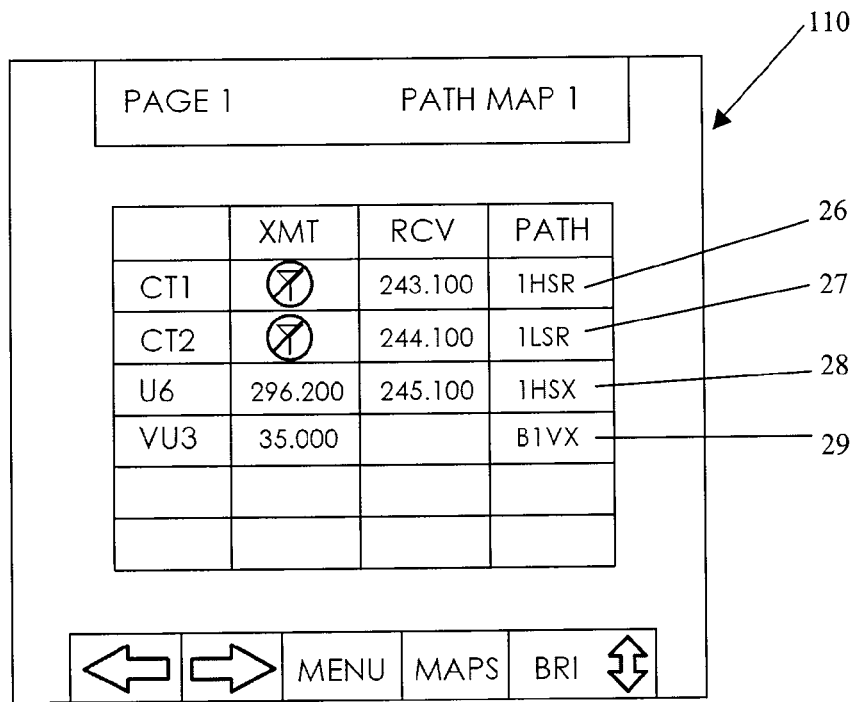 110
PAGE 1 PATH MAP 1
XMT RCV PATH
CT1 243.100 1HSR
26
CT2 244.100 1LSR
27
U6 296.200 245.100 1HSX
28
VU3 35.000 B1VX
29
MENU MAPS BRI